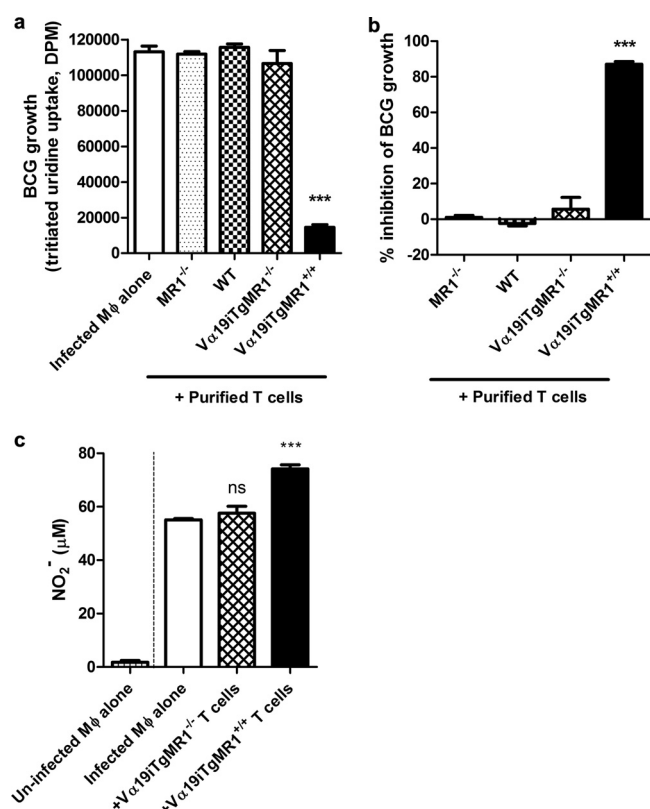 a
BCG growth
(tritiated uridine uptake, DPM)
120000
100000
80000
60000
40000
20000
0
***
Infected Mϕ alone
MR1⁻/⁻
WT
Vα19iTgMR1⁻/⁻
Vα19iTgMR1⁺/⁺
+ Purified T cells
b
% inhibition of BCG growth
100
80
60
40
20
0
-20
***
MR1⁻/⁻
WT
Vα19iTgMR1⁻/⁻
Vα19iTgMR1⁺/⁺
+ Purified T cells
c
NO₂⁻ (μM)
80
60
40
20
0
ns
***
Un-infected Mϕ alone
Infected Mϕ alone
+Vα19iTgMR1⁻/⁻ T cells
+Vα19iTgMR1⁺/⁺ T cells